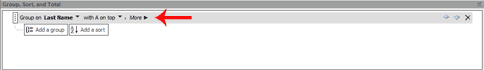 Group, Sort, and Total
Group on Last Name with A on top , More
Add a group Add a sort